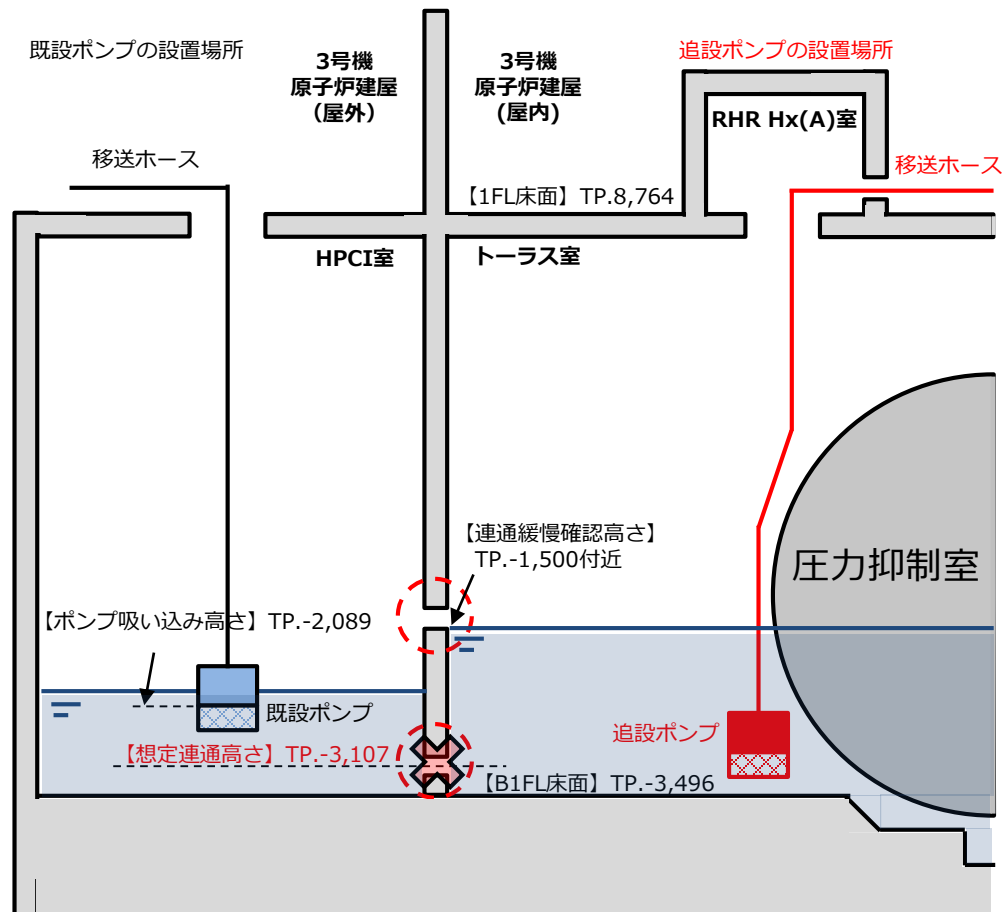 既設ポンプの設置場所
3号機
原子炉建屋
（屋外）
3号機
原子炉建屋
(屋内)
追設ポンプの設置場所
RHR Hx(A)室
移送ホース
移送ホース
【1FL床面】TP.8,764
HPCI室
トーラス室
【連通緩慢確認高さ】
TP.-1,500付近
圧力抑制室
【ポンプ吸い込み高さ】TP.-2,089
既設ポンプ
追設ポンプ
【想定連通高さ】TP.-3,107
【B1FL床面】TP.-3,496